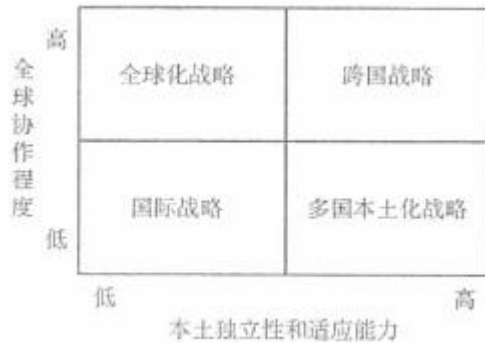 高
全球协作程度
全球化战略
跨国战略
国际战略
多国本土化战略
低
低
高
本土独立性和适应能力